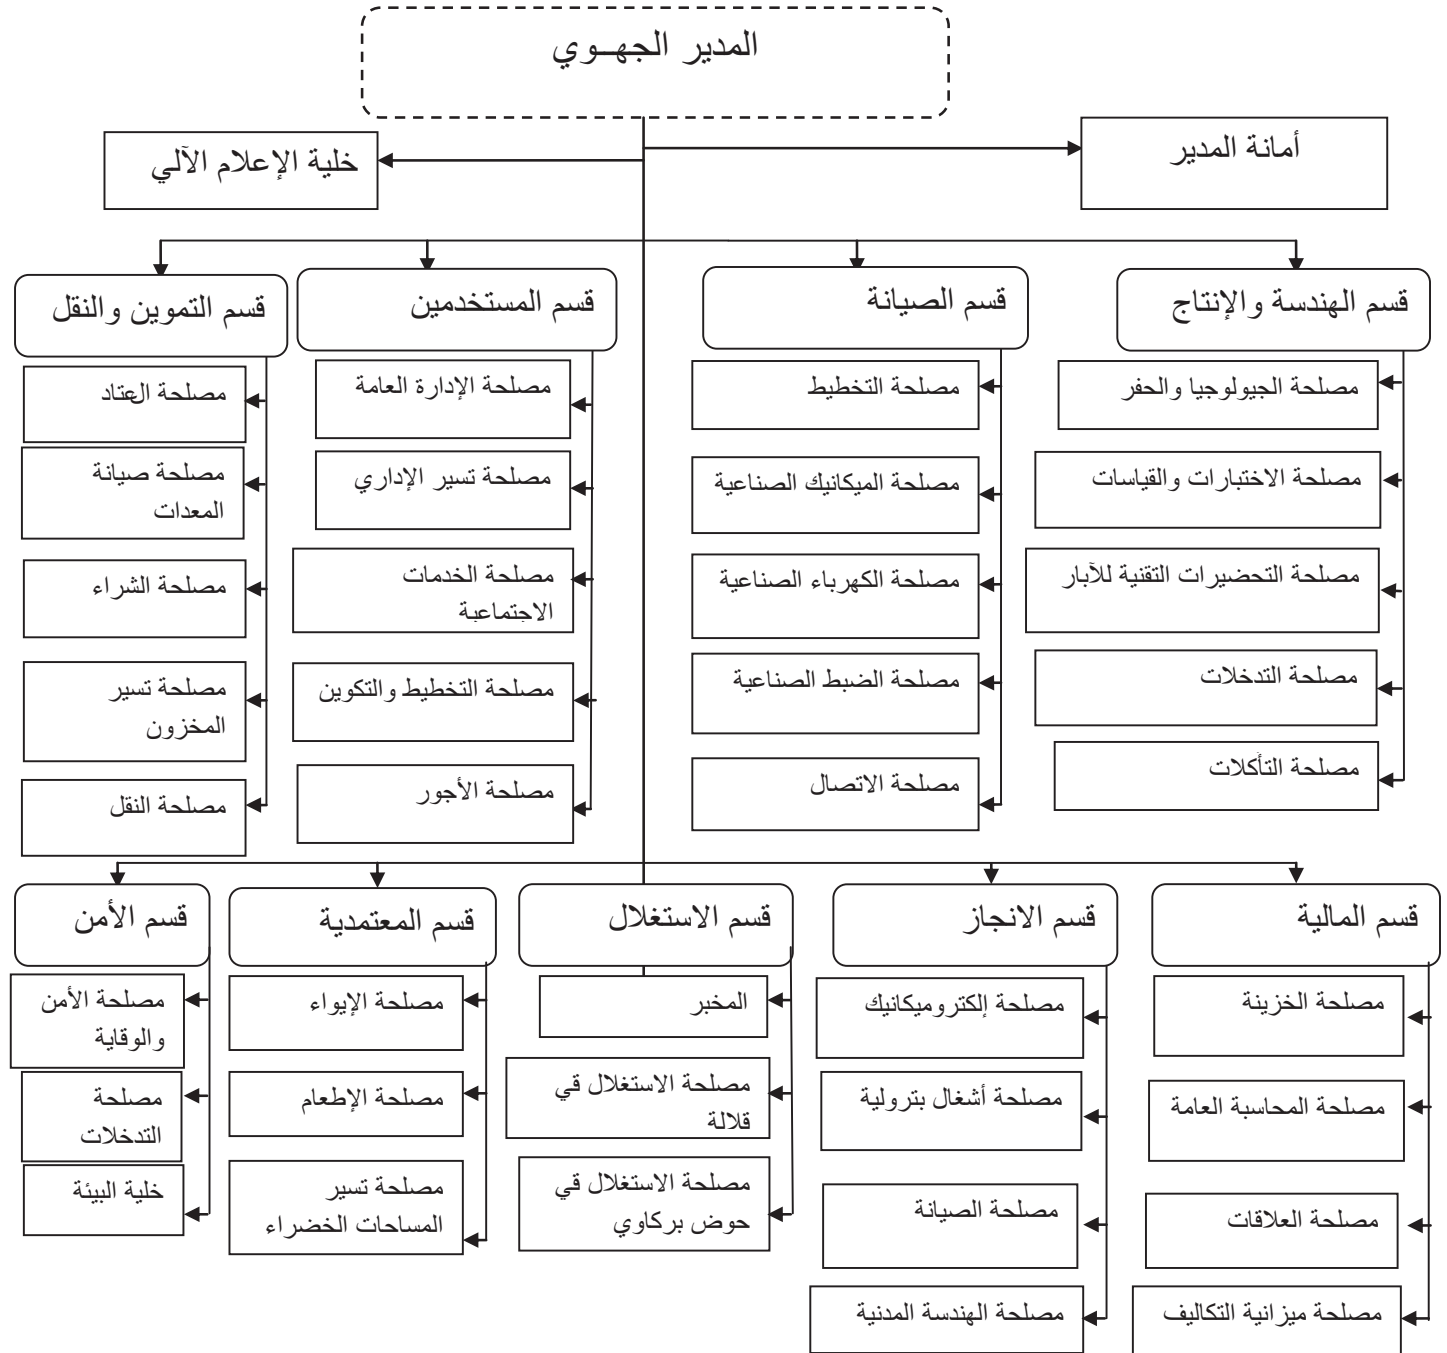 المدير الجهــوي
أمانة المدير
خلية الإعلام الآلي
قسم الهندسة والإنتاج
مصلحة الجيولوجيا والحفر
مصلحة الاختبارات والقياسات
مصلحة التحضيرات التقنية للآبار
مصلحة التدخلات
مصلحة التأكلات
قسم الصيانة
مصلحة التخطيط
مصلحة الميكانيك الصناعية
مصلحة الكهرباء الصناعية
مصلحة الضبط الصناعية
مصلحة الاتصال
قسم المستخدمين
مصلحة الإدارة العامة
مصلحة تسير الإداري
مصلحة الخدمات
الاجتماعية
مصلحة التخطيط والتكوين
مصلحة الأجور
قسم التموين والنقل
مصلحة العتاد
مصلحة صيانة
المعدات
مصلحة الشراء
مصلحة تسير
المخزون
مصلحة النقل
قسم المالية
مصلحة الخزينة
مصلحة المحاسبة العامة
مصلحة العلاقات
مصلحة ميزانية التكاليف
قسم الانجاز
مصلحة إلكتروميكانيك
مصلحة أشغال بترولية
مصلحة الصيانة
مصلحة الهندسة المدنية
قسم الاستغلال
المخبر
مصلحة الاستغلال قي
قلالة
مصلحة الاستغلال قي
حوض بركاوي
قسم المعتمدية
مصلحة الإيواء
مصلحة الإطعام
مصلحة تسير
المساحات الخضراء
قسم الأمن
مصلحة الأمن
والوقاية
مصلحة
التدخلات
خلية البيئة